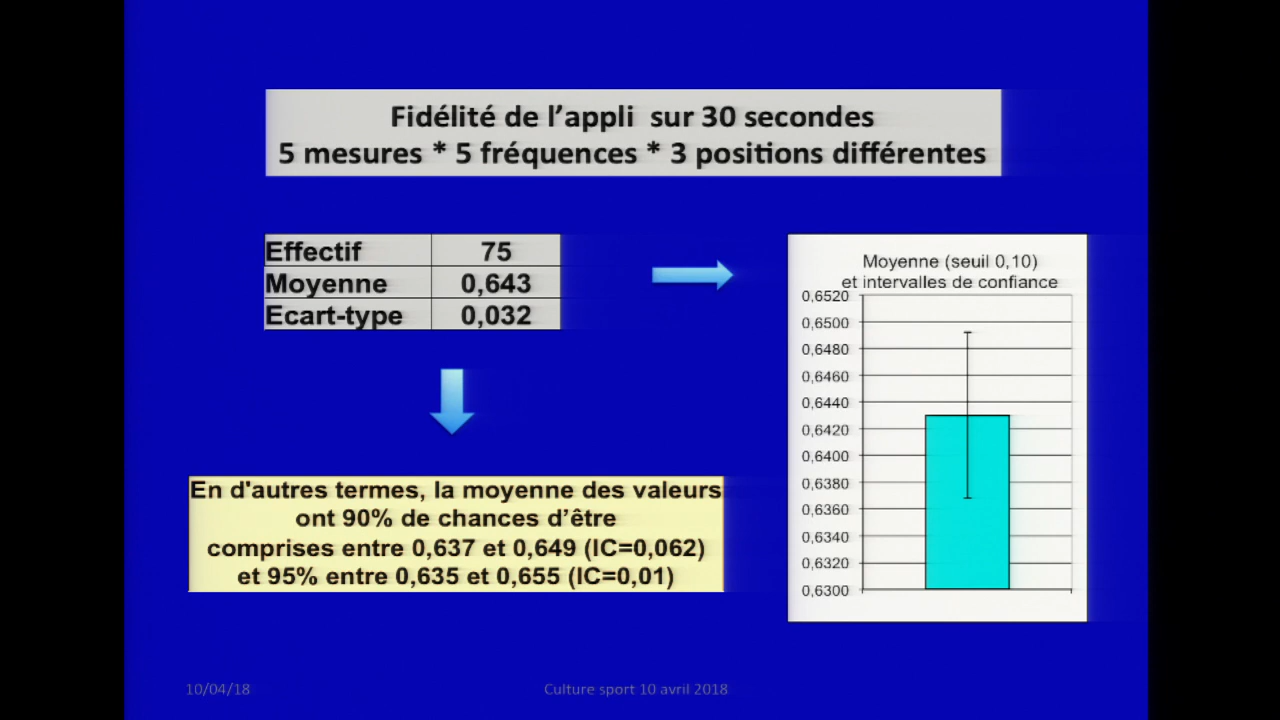 Fidélité de l’appli sur 30 secondes
5 mesures * 5 fréquences * 3 positions différentes
Effectif 75
Moyenne 0,643
Ecart-type 0,032
Moyenne (seuil 0,10)
et intervalles de confiance
0,6520
0,6500
0,6480
0,6460
0,6440
0,6420
0,6400
0,6380
0,6360
0,6340
0,6320
0,6300
En d'autres termes, la moyenne des valeurs
ont 90% de chances d’être
comprises entre 0,637 et 0,649 (IC=0,062)
et 95% entre 0,635 et 0,655 (IC=0,01)
10/04/18
Culture sport 10 avril 2018